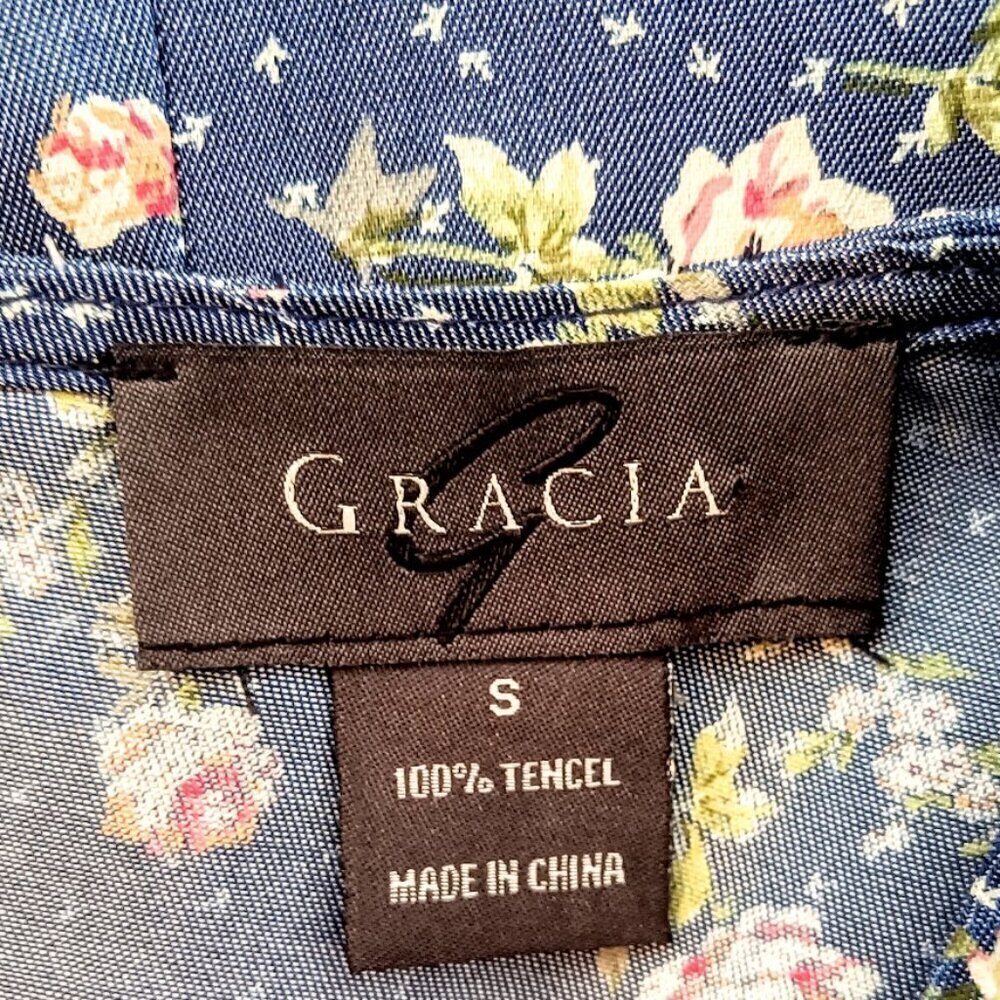 GRACIA
G
S
100% TENCEL
MADE IN CHINA